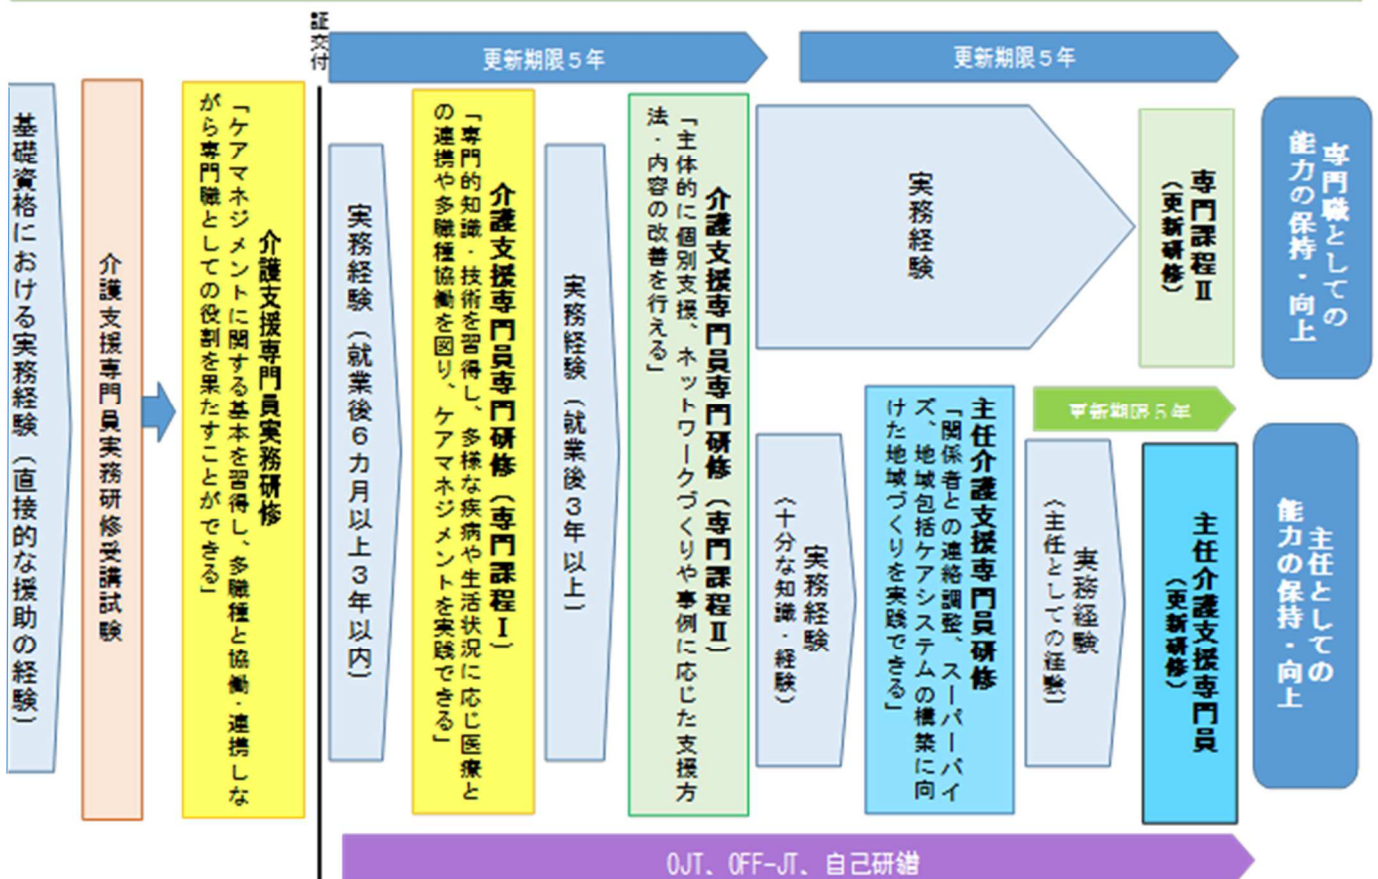 証交付
更新期限5年
更新期限5年
基礎資格における実務経験（直接的な援助の経験）
介護支援専門員実務研修受講試験
介護支援専門員実務研修
「ケアマネジメントに関する基本を習得し、多職種と協働・連携しな
がら専門職としての役割を果たすことができる」
実務経験（就業後6カ月以上3年以内）
介護支援専門員専門研修（専門課程Ⅰ）
「専門的知識・技術を習得し、多様な疾病や生活状況に応じ医療と
の連携や多職種協働を図り、ケアマネジメントを実践できる」
実務経験（就業後3年以上）
介護支援専門員専門研修（専門課程Ⅱ）
「主体的に個別支援、ネットワークづくりや事例に応じた支援方
法・内容の改善を行える」
実務経験
専門課程Ⅱ
（更新研修）
専門職としての
能力の保持・向上
実務経験
（十分な知識・経験）
主任介護支援専門員研修
「関係者との連絡調整、スーパーバイ
ズ、地域包括ケアシステムの構築に向
けた地域づくりを実践できる」
更新期限5年
実務経験
（主任としての経験）
主任介護支援専門員
（更新研修）
主任としての
能力の保持・向上
OJT、OFF-JT、自己研鑽